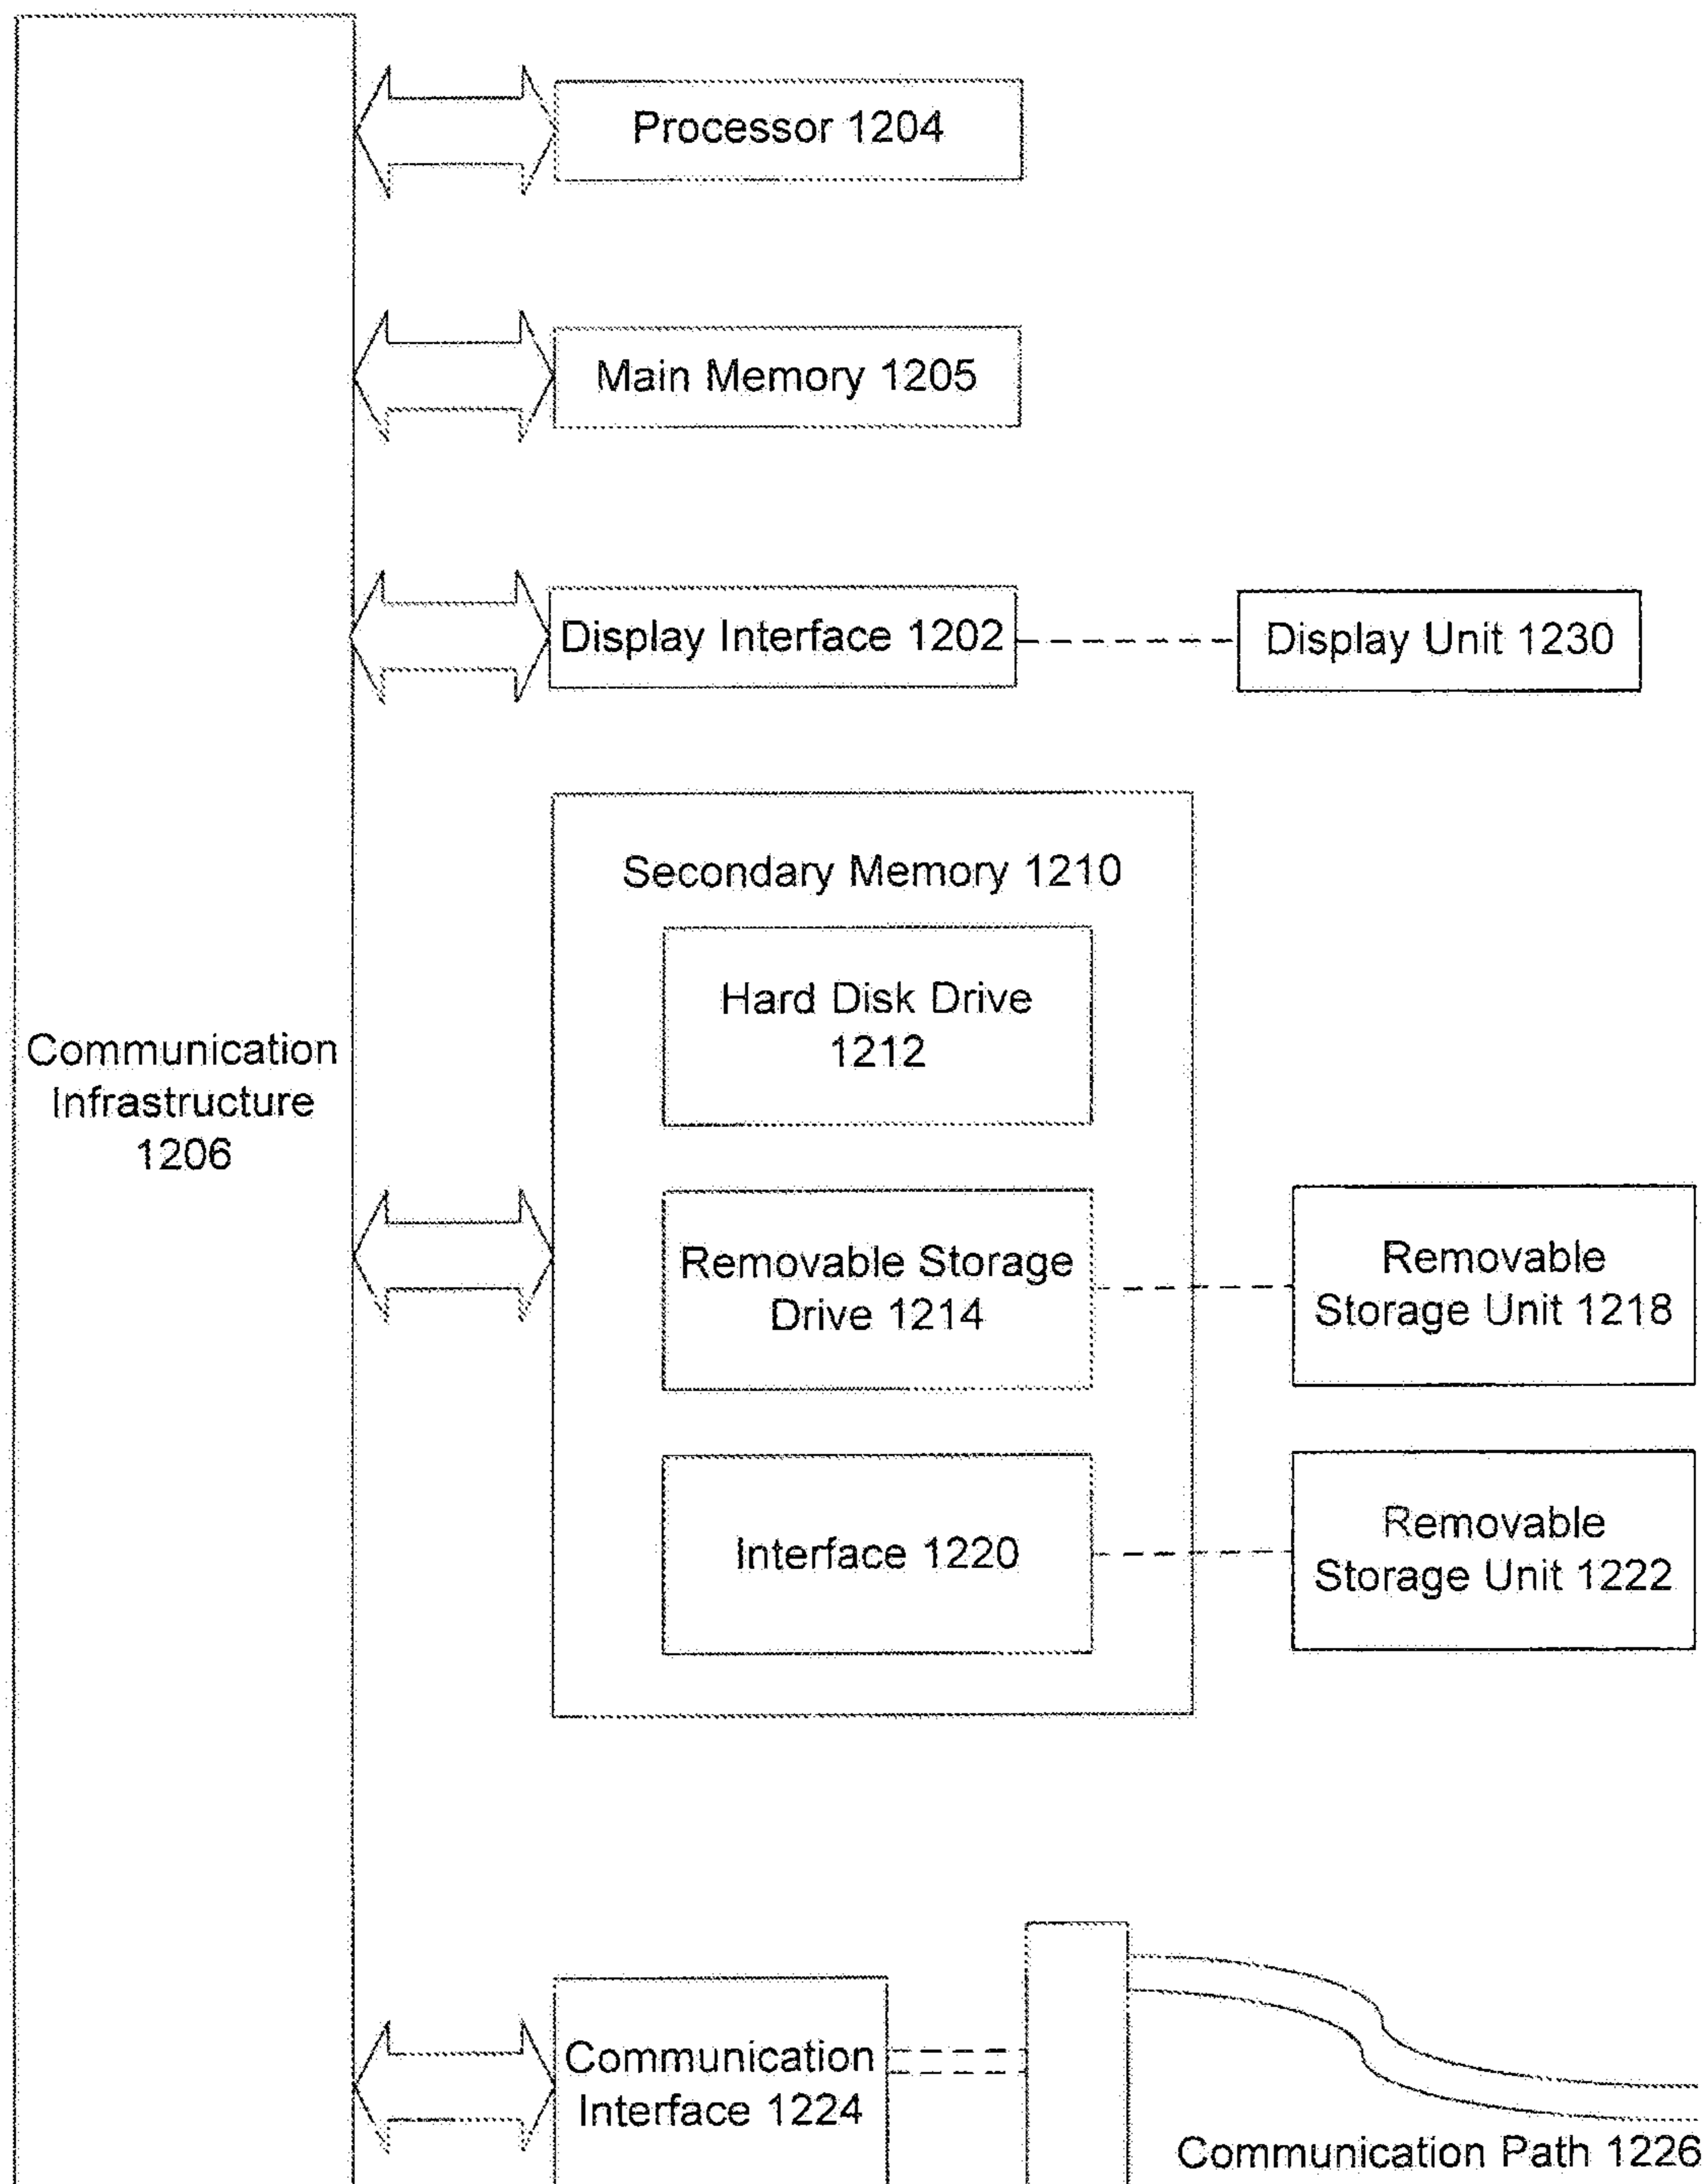 Processor 1204
Main Memory 1205
Display Interface 1202
Display Unit 1230
Secondary Memory 1210
Hard Disk Drive
1212
Communication
Infrastructure
1206
Removable Storage
Drive 1214
Removable
Storage Unit 1218
Interface 1220
Removable
Storage Unit 1222
Communication
Interface 1224
Communication Path 1226